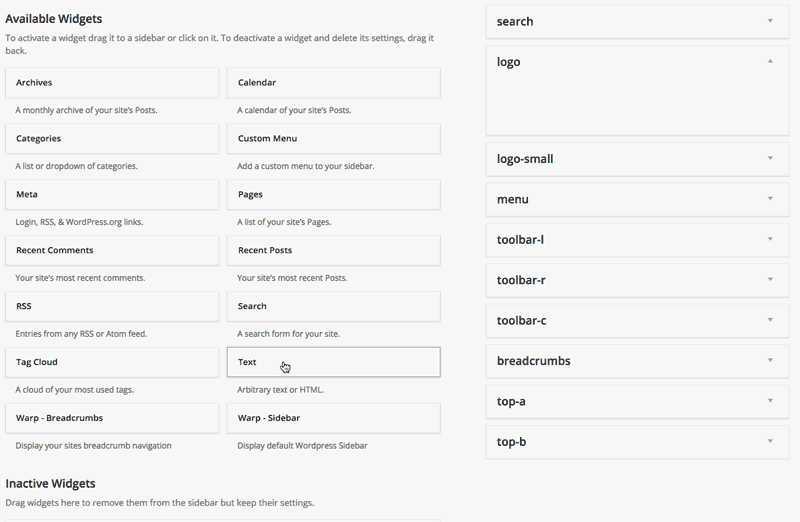 Available Widgets
To activate a widget drag it to a sidebar or click on it. To deactivate a widget and delete its settings, drag it
back.
Archives
Calendar
A monthly archive of your site's Posts.
A calendar of your site's Posts.
Categories
Custom Menu
A list or dropdown of categories.
Add a custom menu to your sidebar.
Meta
Pages
Login, RSS, & WordPress.org links.
A list of your site's Pages.
Recent Comments
Recent Posts
Your site's most recent comments.
Your site's most recent Posts.
RSS
Search
Entries from any RSS or Atom feed.
A search form for your site.
Tag Cloud
Text
A cloud of your most used tags.
Arbitrary text or HTML.
Warp - Breadcrumbs
Warp - Sidebar
Display your sites breadcrumb navigation
Display default Wordpress Sidebar
Inactive Widgets
Drag widgets here to remove them from the sidebar but keep their settings.
search
logo
logo-small
menu
toolbar-l
toolbar-r
toolbar-c
breadcrumbs
top-a
top-b